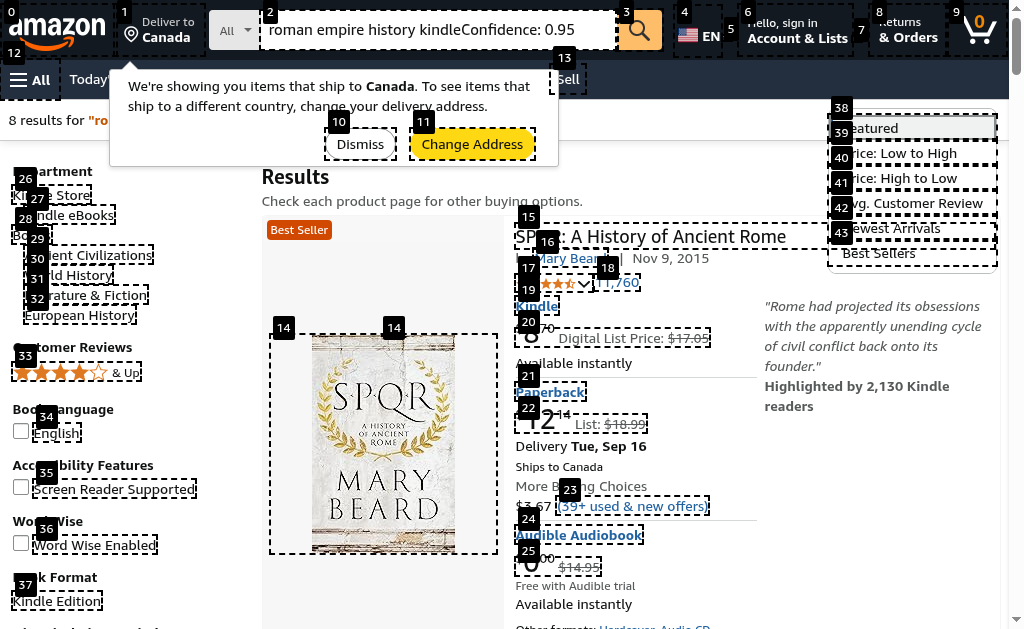 0 1 2 3 4 5 6 7 8 9
amazon
Deliver to
Canada
All
roman empire history kindleConfidence: 0.95
EN
Hello, sign in
Account & Lists
Returns
& Orders
0
12 13
All
Today'
Sell
We're showing you items that ship to Canada. To see items that
ship to a different country, change your delivery address.
10 11
Dismiss
Change Address
8 results for "ro
38
Featured
39
Price: Low to High
40
Price: High to Low
41
Avg. Customer Review
42
Newest Arrivals
43
Best Sellers
Department
26
Kindle Store
27
Kindle eBooks
28
Books
29
Ancient Civilizations
30
World History
31
Literature & Fiction
32
European History
Customer Reviews
33
& Up
Book Language
34
English
Accessibility Features
35
Screen Reader Supported
Word Wise
36
Word Wise Enabled
Book Format
37
Kindle Edition
Results
Check each product page for other buying options.
Best Seller
14 14
SPQR
A HISTORY
OF ANCIENT
ROME
MARY
BEARD
15
SPQR: A History of Ancient Rome
16
by Mary Beard | Nov 9, 2015
17 18
11,760
19
Kindle
20
$8.70 Digital List Price: $17.05
Available instantly
21
Paperback
22
$12.14 List: $18.99
Delivery Tue, Sep 16
Ships to Canada
More Buying Choices
23
$3.67 (39+ used & new offers)
24
Audible Audiobook
25
$0.00 $14.95
Free with Audible trial
Available instantly
Other formats: Hardcover, Audio CD
"Rome had projected its obsessions
with the apparently unending cycle
of civil conflict back onto its
founder."
Highlighted by 2,130 Kindle
readers